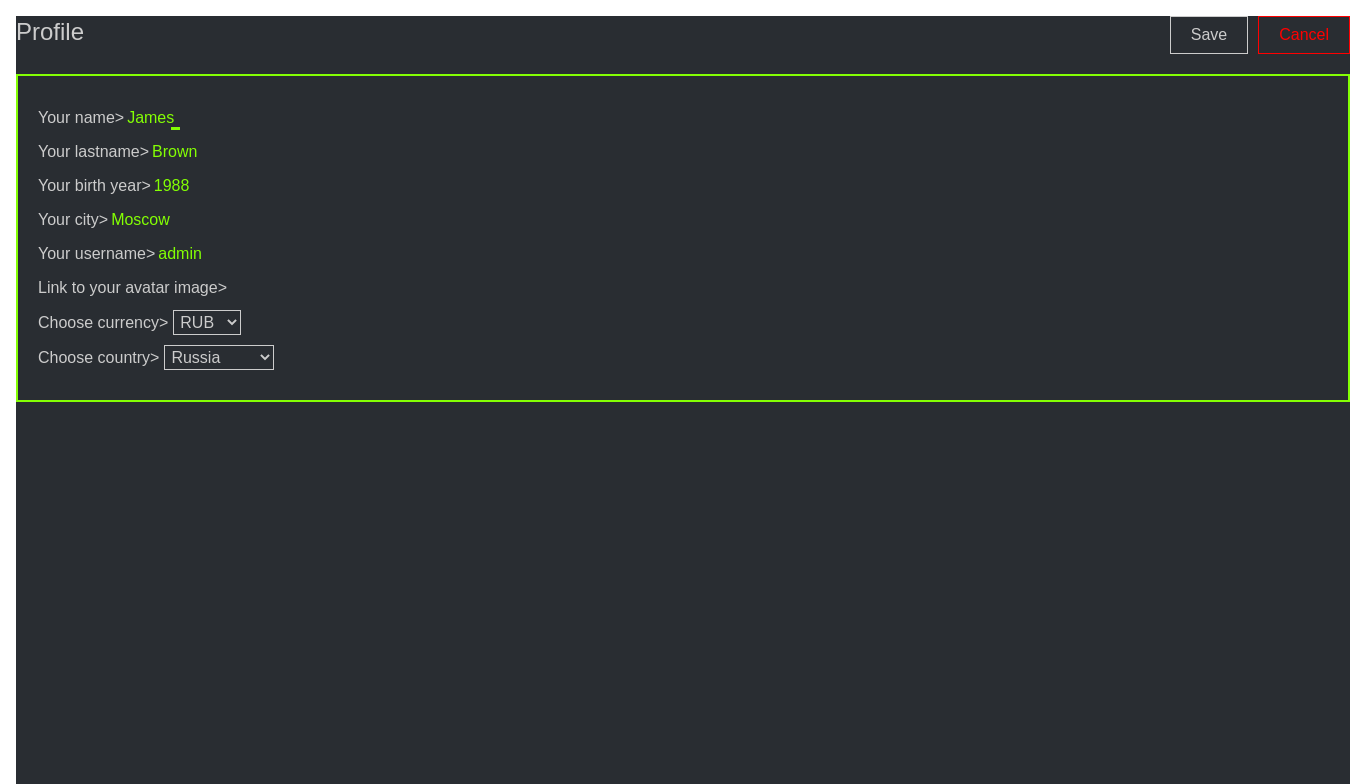 Profile
Save
Cancel
Your name> James
Your lastname> Brown
Your birth year> 1988
Your city> Moscow
Your username> admin
Link to your avatar image>
Choose currency> RUB
Choose country> Russia